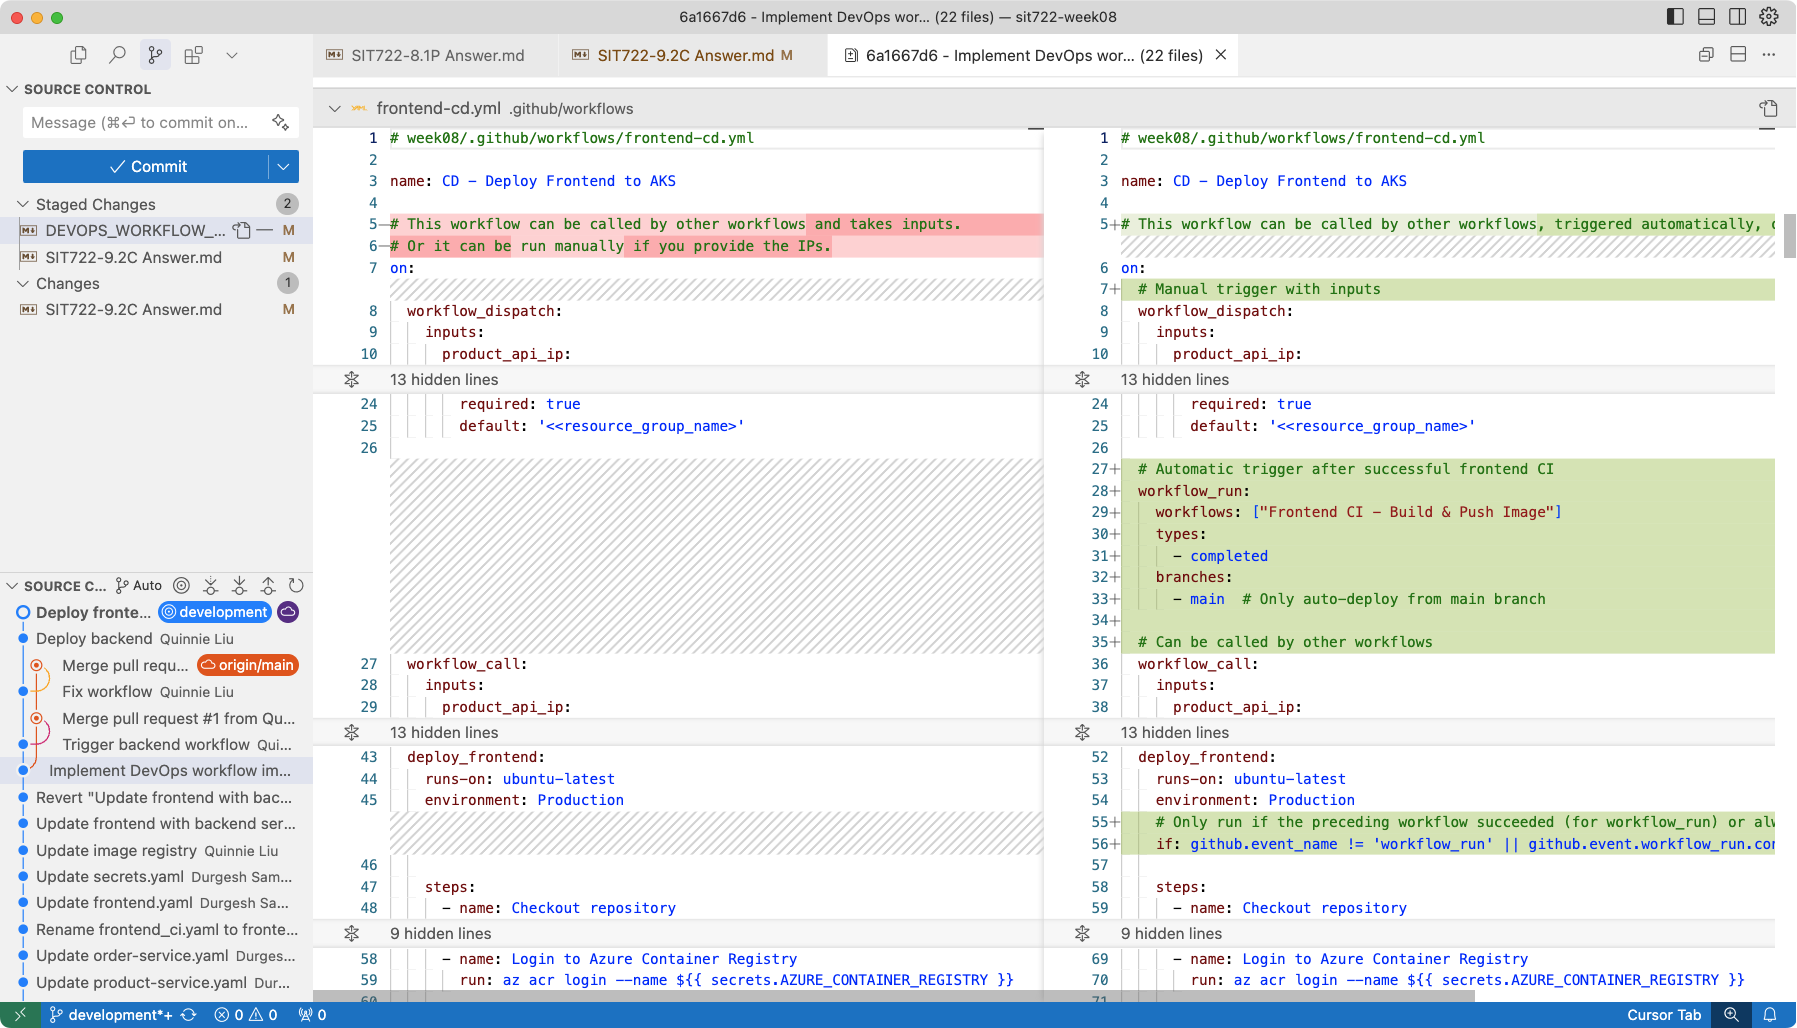 6a1667d6 - Implement DevOps wor... (22 files) — sit722-week08
SIT722-8.1P Answer.md
SIT722-9.2C Answer.md M
6a1667d6 - Implement DevOps wor... (22 files)
SOURCE CONTROL
Message (⌘⏎ to commit on...
Commit
Staged Changes 2
DEVOPS_WORKFLOW_... M
SIT722-9.2C Answer.md M
Changes 1
SIT722-9.2C Answer.md M
SOURCE C... Auto
Deploy fronte... development
Deploy backend Quinnie Liu
Merge pull requ... origin/main
Fix workflow Quinnie Liu
Merge pull request #1 from Qu...
Trigger backend workflow Qui...
Implement DevOps workflow im...
Revert "Update frontend with bac...
Update frontend with backend ser...
Update image registry Quinnie Liu
Update secrets.yaml Durgesh Sam...
Update frontend.yaml Durgesh Sa...
Rename frontend_ci.yaml to fronte...
Update order-service.yaml Durges...
Update product-service.yaml Dur...
frontend-cd.yml .github/workflows
1 # week08/.github/workflows/frontend-cd.yml
2
3 name: CD - Deploy Frontend to AKS
4
5 # This workflow can be called by other workflows and takes inputs.
6 # Or it can be run manually if you provide the IPs.
7 on:
8 workflow_dispatch:
9 inputs:
10 product_api_ip:
13 hidden lines
24 required: true
25 default: '<<resource_group_name>'
26
27 workflow_call:
28 inputs:
29 product_api_ip:
13 hidden lines
43 deploy_frontend:
44 runs-on: ubuntu-latest
45 environment: Production
46
47 steps:
48 - name: Checkout repository
9 hidden lines
58 - name: Login to Azure Container Registry
59 run: az acr login --name ${{ secrets.AZURE_CONTAINER_REGISTRY }}
60
1 # week08/.github/workflows/frontend-cd.yml
2
3 name: CD - Deploy Frontend to AKS
4
5+ # This workflow can be called by other workflows, triggered automatically,
6 on:
7+ # Manual trigger with inputs
8 workflow_dispatch:
9 inputs:
10 product_api_ip:
13 hidden lines
24 required: true
25 default: '<<resource_group_name>'
26
27+ # Automatic trigger after successful frontend CI
28+ workflow_run:
29+ workflows: ["Frontend CI - Build & Push Image"]
30+ types:
31+ - completed
32+ branches:
33+ - main # Only auto-deploy from main branch
34+
35+ # Can be called by other workflows
36 workflow_call:
37 inputs:
38 product_api_ip:
13 hidden lines
52 deploy_frontend:
53 runs-on: ubuntu-latest
54 environment: Production
55+ # Only run if the preceding workflow succeeded (for workflow_run) or
56+ if: github.event_name != 'workflow_run' || github.event.workflow_run.
57
58 steps:
59 - name: Checkout repository
9 hidden lines
69 - name: Login to Azure Container Registry
70 run: az acr login --name ${{ secrets.AZURE_CONTAINER_REGISTRY }}
71
development*+ 0 0 0
Cursor Tab